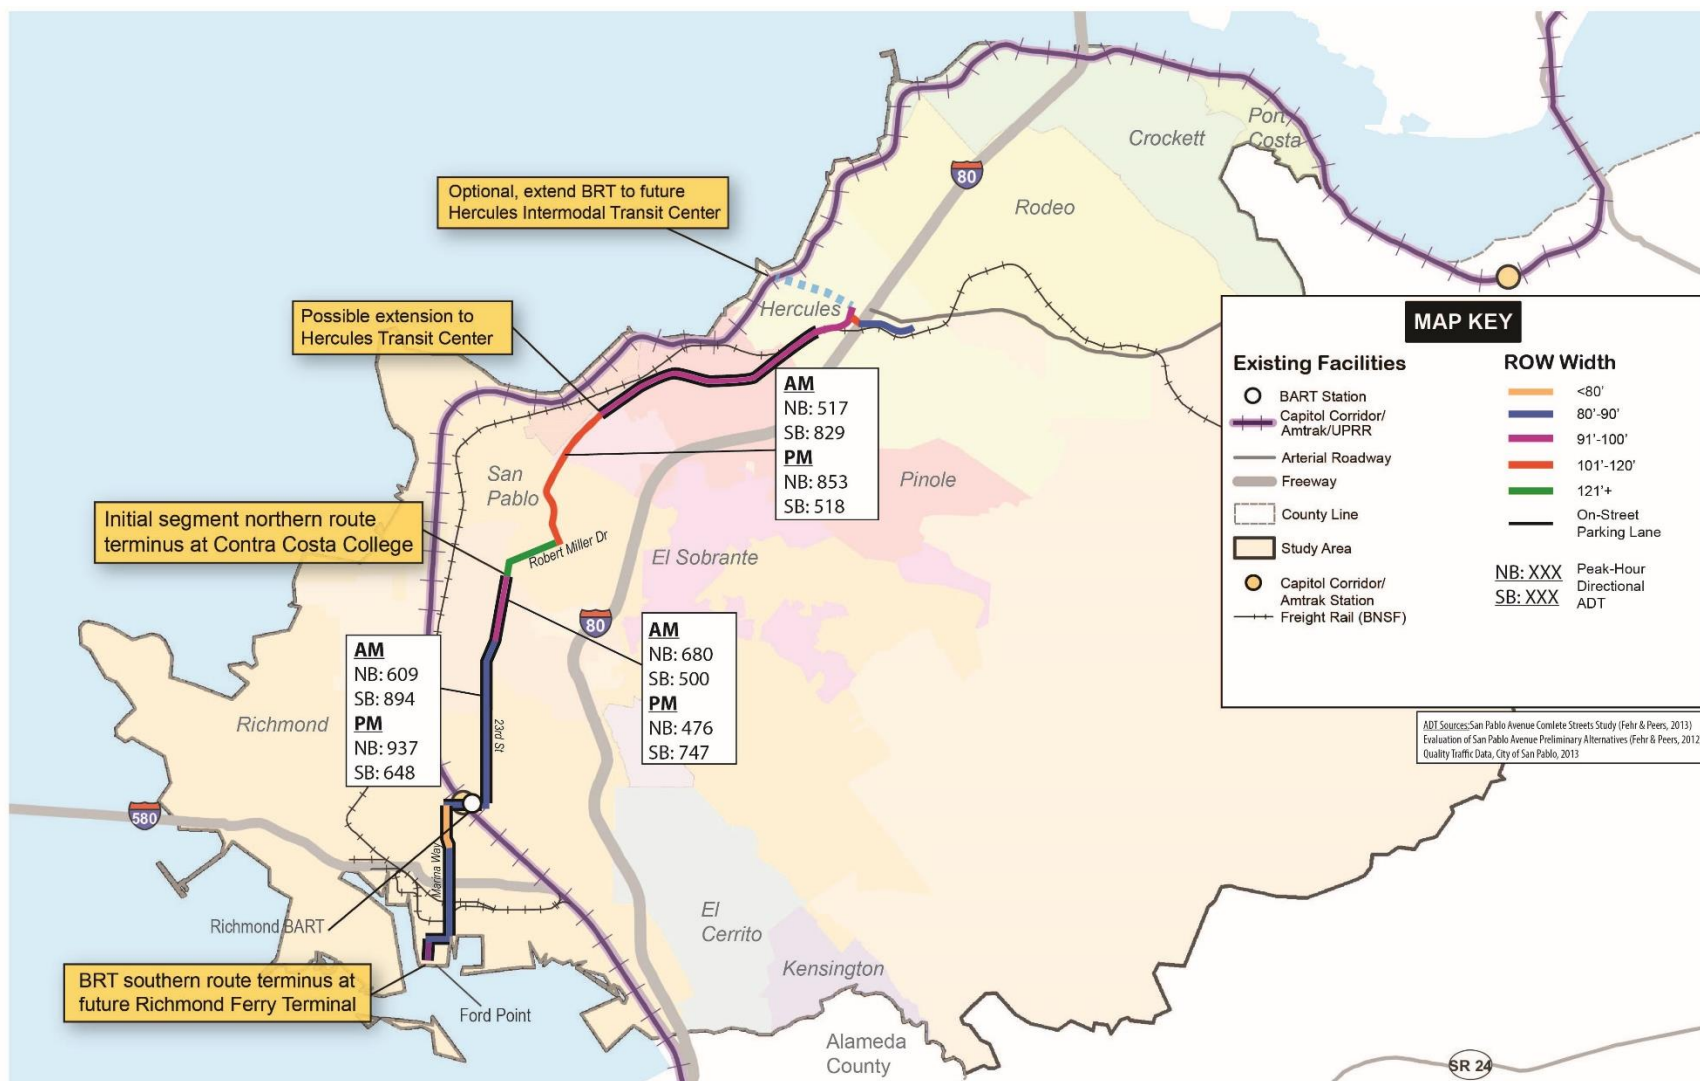 Port
Costa
Crockett
80
Optional, extend BRT to future
Hercules Intermodal Transit Center
Rodeo
Possible extension to
Hercules Transit Center
Hercules
AM
NB: 517
SB: 829
PM
NB: 853
SB: 518
San
Pablo
Pinole
Initial segment northern route
terminus at Contra Costa College
Robert Miller Dr
El Sobrante
80
AM
NB: 609
SB: 894
PM
NB: 937
SB: 648
AM
NB: 680
SB: 500
PM
NB: 476
SB: 747
Richmond
23rd St
580
Marina Way
Richmond BART
El
Cerrito
Kensington
BRT southern route terminus at
future Richmond Ferry Terminal
Ford Point
Alameda
County
SR 24
MAP KEY
Existing Facilities
BART Station
Capitol Corridor/
Amtrak/UPRR
Arterial Roadway
Freeway
County Line
Study Area
Capitol Corridor/
Amtrak Station
Freight Rail (BNSF)
ROW Width
<80'
80'-90'
91'-100'
101'-120'
121'+
On-Street
Parking Lane
NB: XXX
SB: XXX
Peak-Hour
Directional
ADT
ADT Sources:San Pablo Avenue Comlete Streets Study (Fehr & Peers, 2013)
Evaluation of San Pablo Avenue Preliminary Alternatives (Fehr & Peers, 2012
Quality Traffic Data, City of San Pablo, 2013